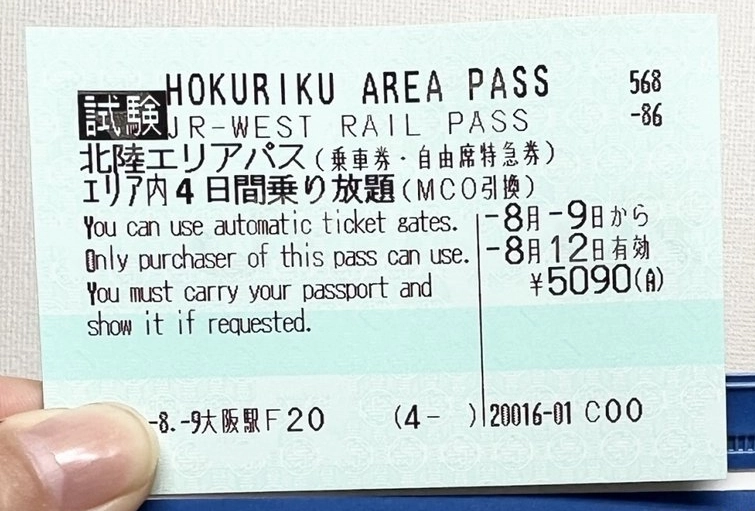 HOKURIKU AREA PASS 568
試験 JR-WEST RAIL PASS -86
北陸エリアパス(乗車券・自由席特急券)
エリア内4日間乗り放題(MCO引換)
You can use automatic ticket gates. -8月-9日から
Only purchaser of this pass can use. -8月12日有効
You must carry your passport and ¥5090(A)
show it if requested.
-8.-9大阪駅F20 (4- ) 20016-01 C00